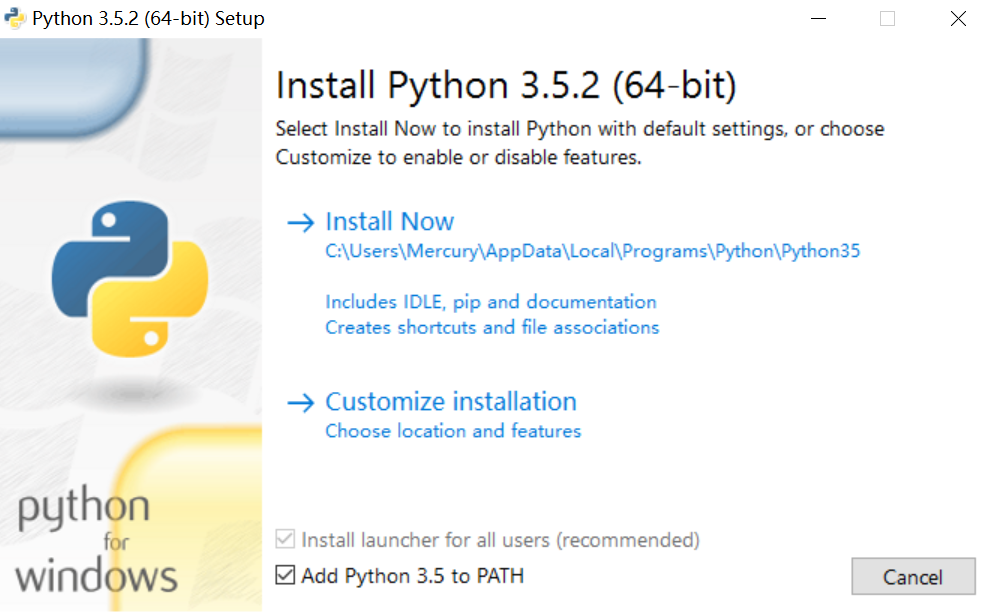 Python 3.5.2 (64-bit) Setup
Install Python 3.5.2 (64-bit)
Select Install Now to install Python with default settings, or choose
Customize to enable or disable features.
Install Now
C:\Users\Mercury\AppData\Local\Programs\Python\Python35
Includes IDLE, pip and documentation
Creates shortcuts and file associations
Customize installation
Choose location and features
python
for
windows
Install launcher for all users (recommended)
Add Python 3.5 to PATH
Cancel